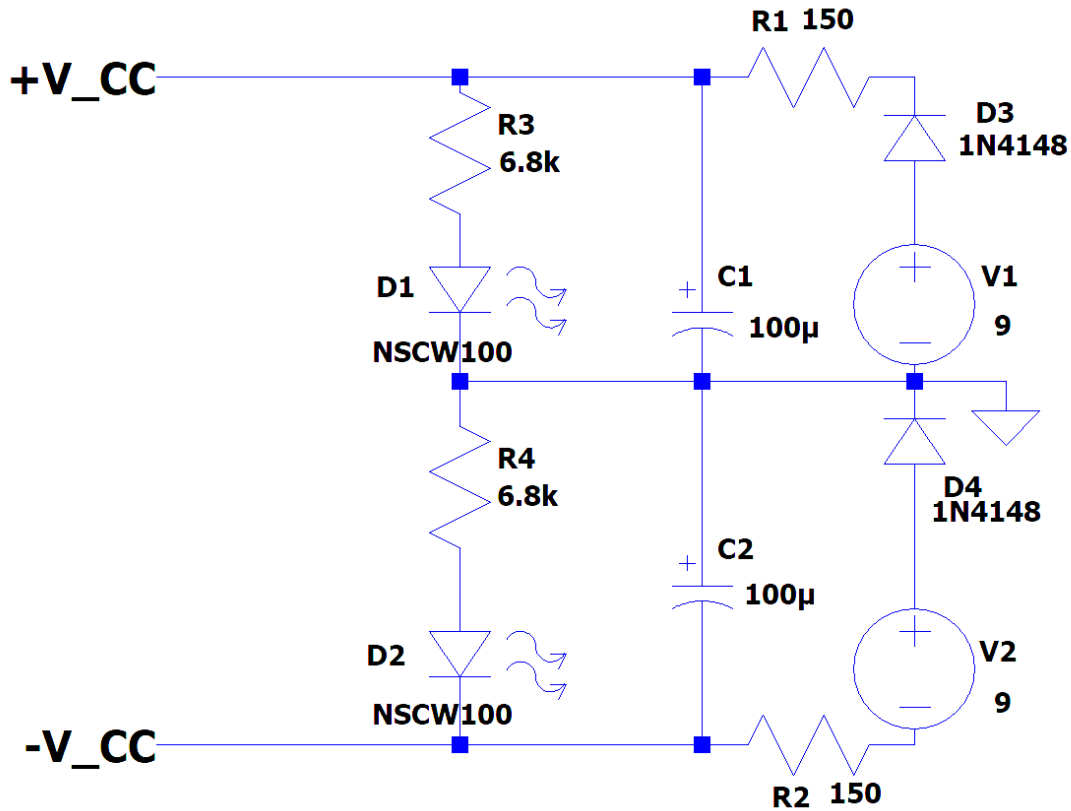 R1 150
+V_CC
D3
1N4148
R3
6.8k
D1
C1
V1
100µ
9
NSCW100
R4
6.8k
D4
1N4148
C2
100µ
D2
V2
9
NSCW100
-V_CC
R2 150